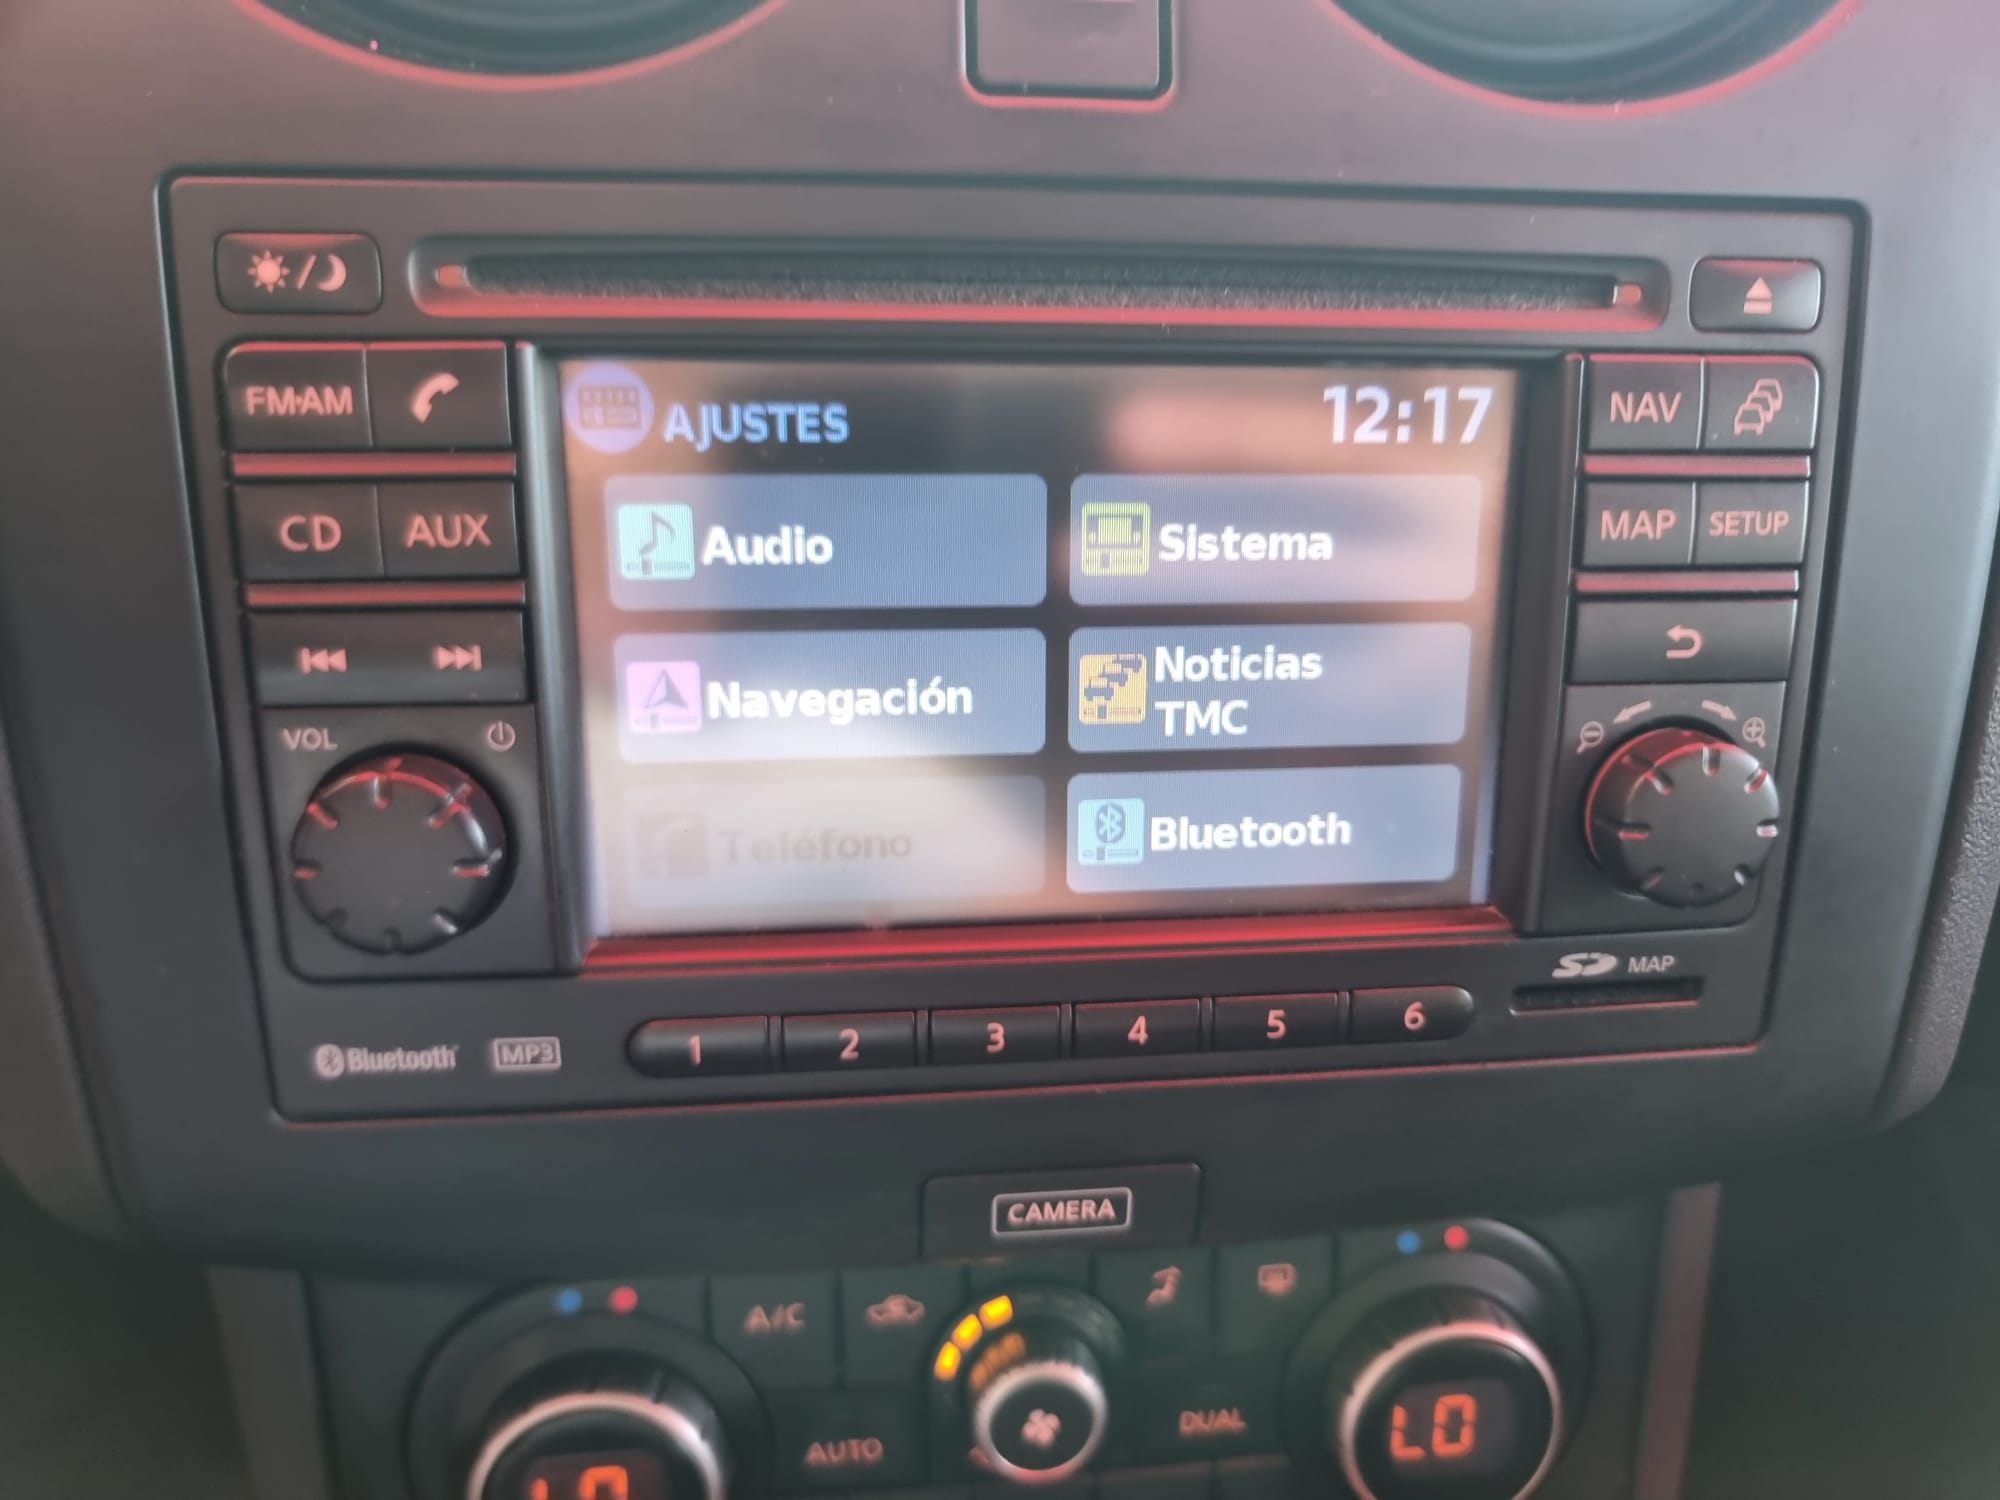 FM·AM
CD
AUX
VOL
AJUSTES
12:17
Audio
Sistema
Navegación
Noticias
TMC
Teléfono
Bluetooth
NAV
MAP
SETUP
SD MAP
Bluetooth
MP3
1
2
3
4
5
6
CAMERA
A/C
AUTO
DUAL
LO
LO